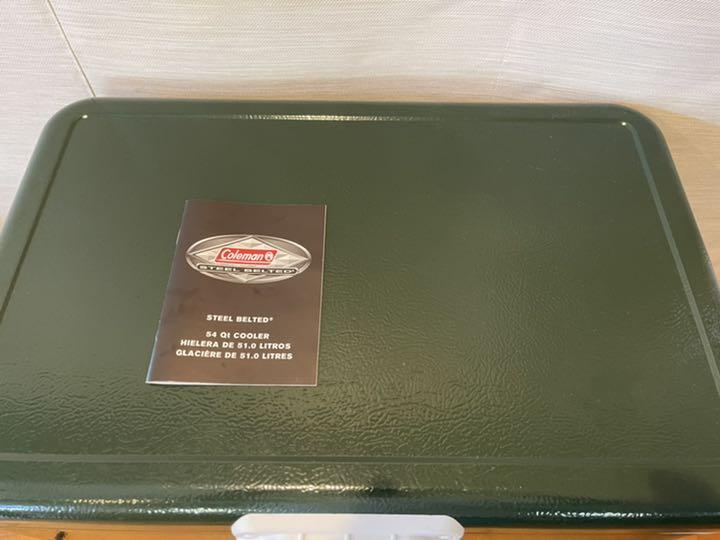 Coleman
STEEL BELTED®
STEEL BELTED®
54 Qt COOLER
HIELERA DE 51.0 LITROS
GLACIÈRE DE 51.0 LITRES